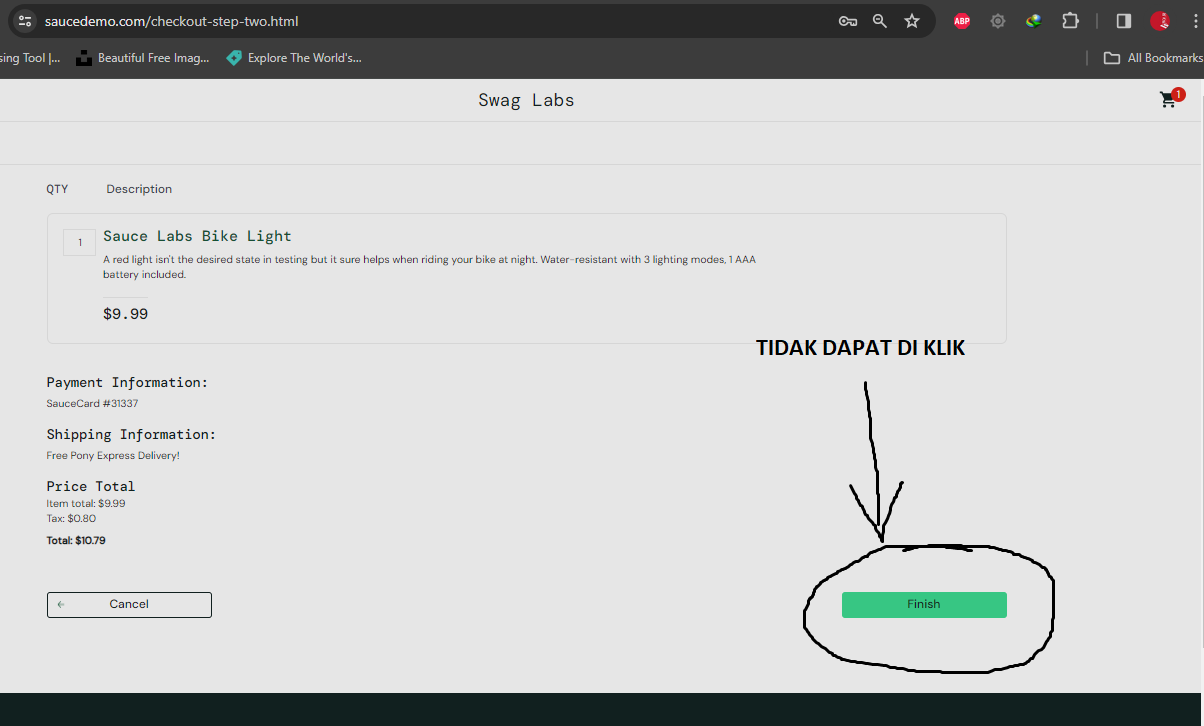 saucedemo.com/checkout-step-two.html
ABP
sing Tool |... Beautiful Free Imag... Explore The World's... All Bookmarks
Swag Labs
1
QTY Description
1
Sauce Labs Bike Light
A red light isn't the desired state in testing but it sure helps when riding your bike at night. Water-resistant with 3 lighting modes, 1 AAA
battery included.
$9.99
TIDAK DAPAT DI KLIK
Payment Information:
SauceCard #31337
Shipping Information:
Free Pony Express Delivery!
Price Total
Item total: $9.99
Tax: $0.80
Total: $10.79
Cancel Finish